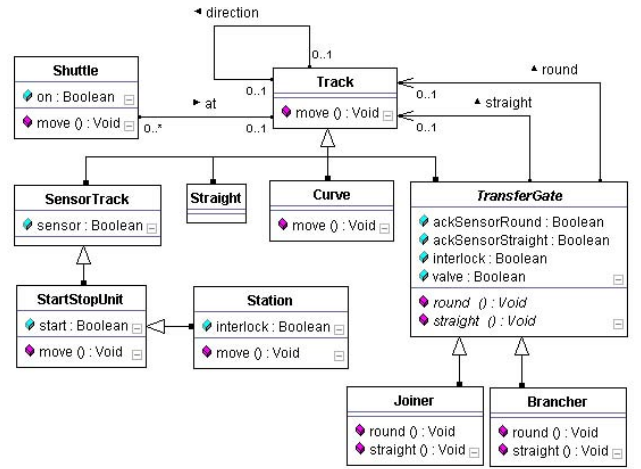 ◄ direction
0..1
0..1
Shuttle
on : Boolean
move () : Void
► at
0..*
0..1
Track
move () : Void
▲ round
0..1
▲ straight
0..1
SensorTrack
sensor : Boolean
Straight
Curve
move () : Void
TransferGate
ackSensorRound : Boolean
ackSensorStraight : Boolean
interlock : Boolean
valve : Boolean
round () : Void
straight () : Void
StartStopUnit
start : Boolean
move () : Void
Station
interlock : Boolean
move () : Void
Joiner
round () : Void
straight () : Void
Brancher
round () : Void
straight () : Void